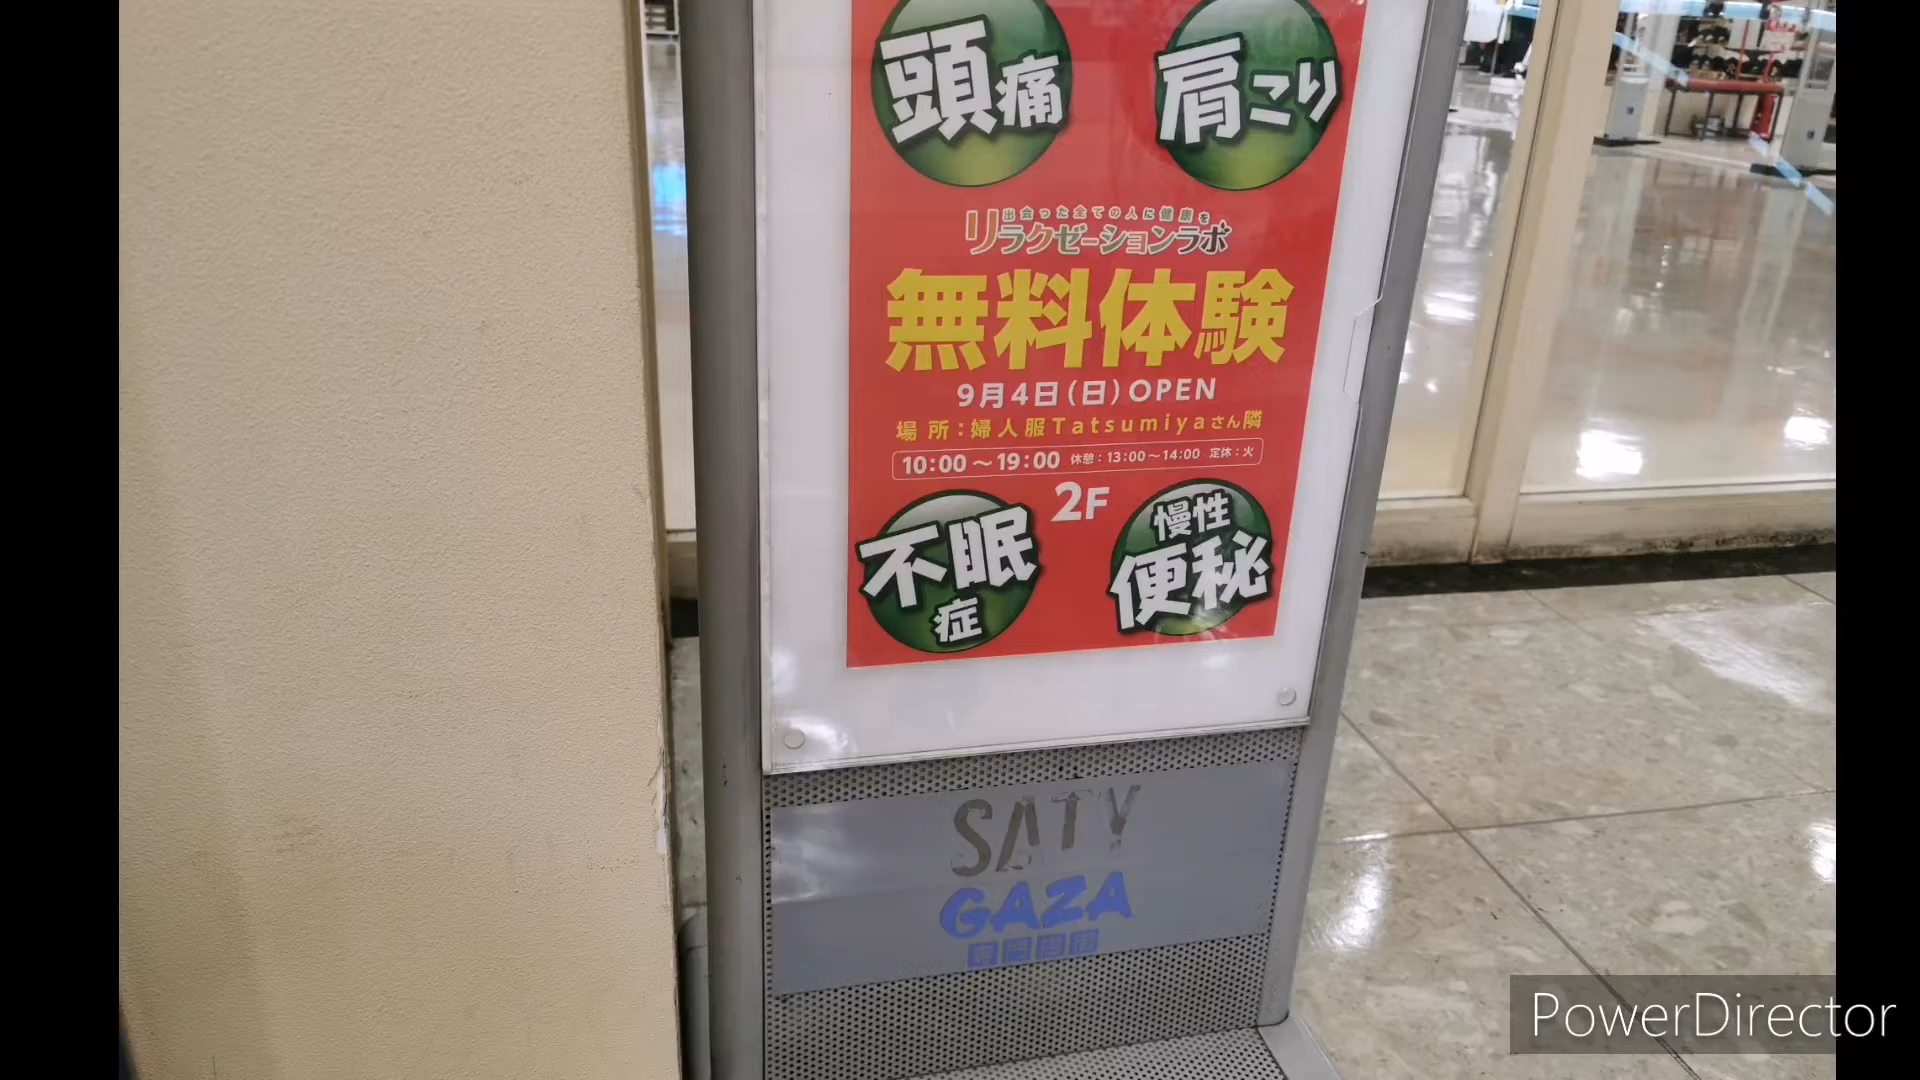 頭痛
肩こり
出会った全ての人に健康を
リラクゼーションラボ
無料体験
9月4日(日)OPEN
場所:婦人服Tatsumiyaさん隣
10:00〜19:00 休憩:13:00〜14:00 定休:火
2F
不眠症
慢性便秘
SATY
GAZA
専門店街
PowerDirector